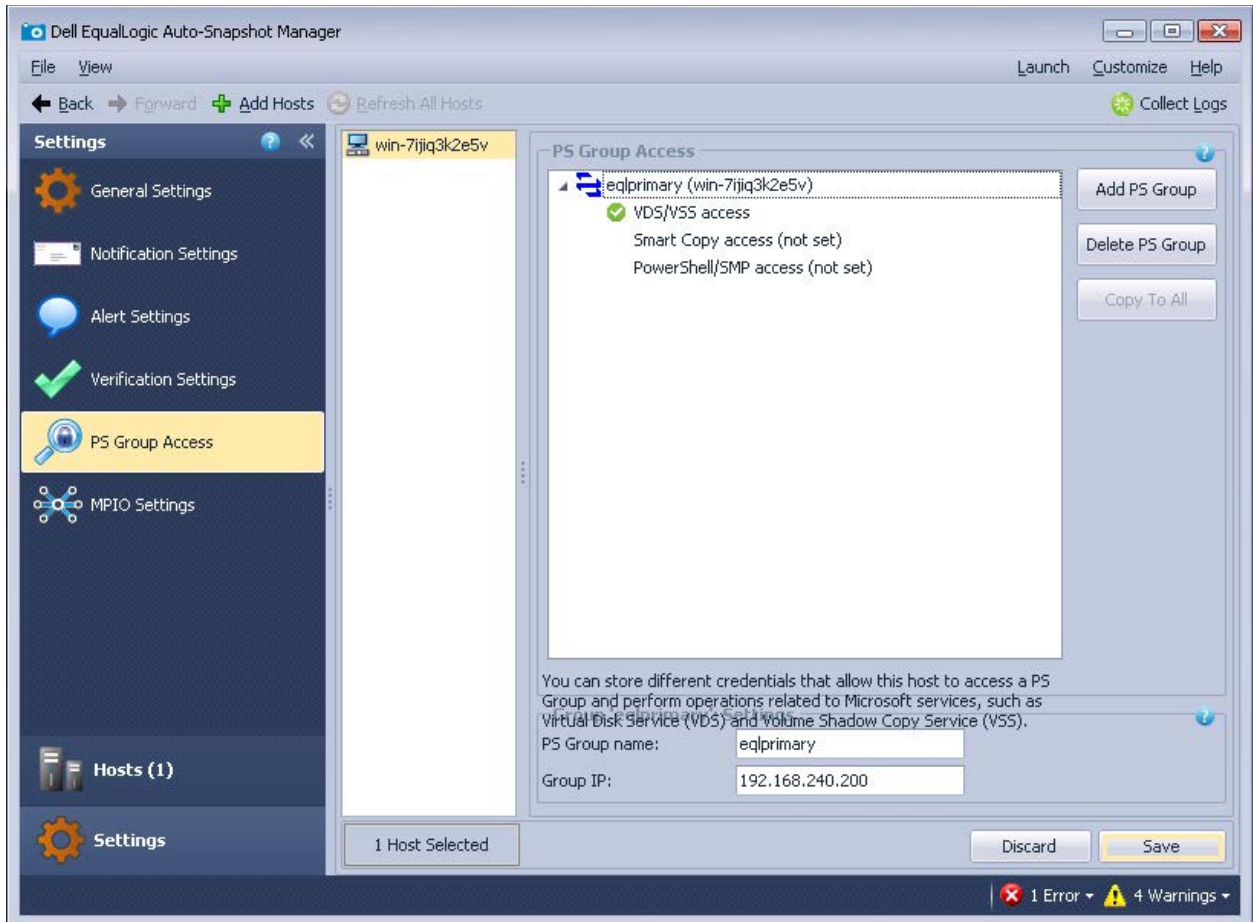 Dell EqualLogic Auto-Snapshot Manager
File View Launch Customize Help
Back Forward Add Hosts Refresh All Hosts Collect Logs
Settings
General Settings
Notification Settings
Alert Settings
Verification Settings
PS Group Access
MPIO Settings
Hosts (1)
Settings
win-7ijiq3k2e5v
1 Host Selected
PS Group Access
eqlprimary (win-7ijiq3k2e5v)
VDS/VSS access
Smart Copy access (not set)
PowerShell/SMP access (not set)
Add PS Group
Delete PS Group
Copy To All
You can store different credentials that allow this host to access a PS
Group and perform operations related to Microsoft services, such as
Virtual Disk Service (VDS) and Volume Shadow Copy Service (VSS).
Group 'eqlprimary' Settings
PS Group name: eqlprimary
Group IP: 192.168.240.200
Discard Save
1 Error 4 Warnings